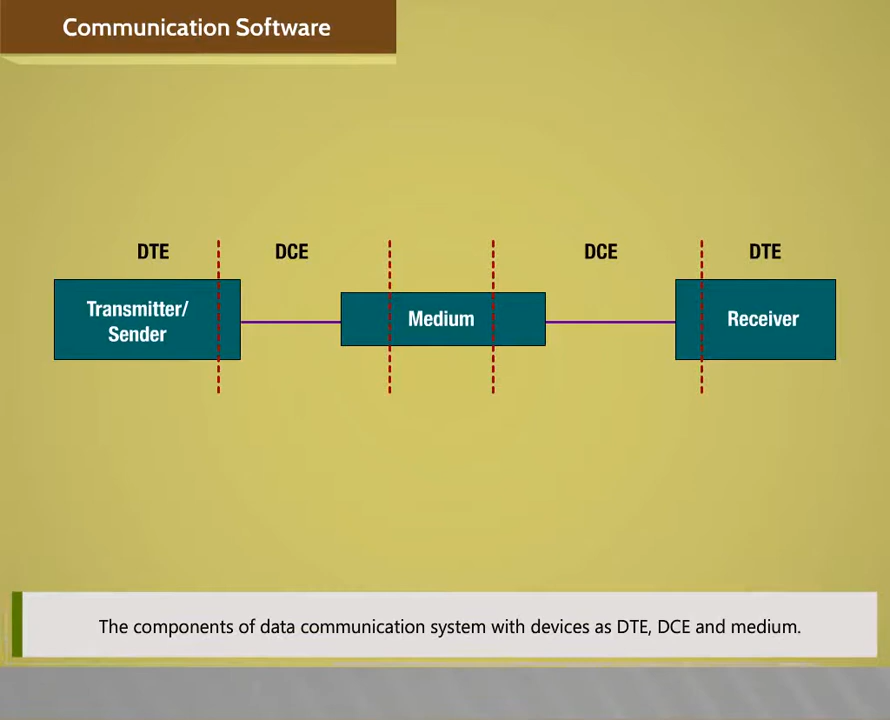 Communication Software
DTE DCE DCE DTE
Transmitter/
Sender
Medium
Receiver
The components of data communication system with devices as DTE, DCE and medium.